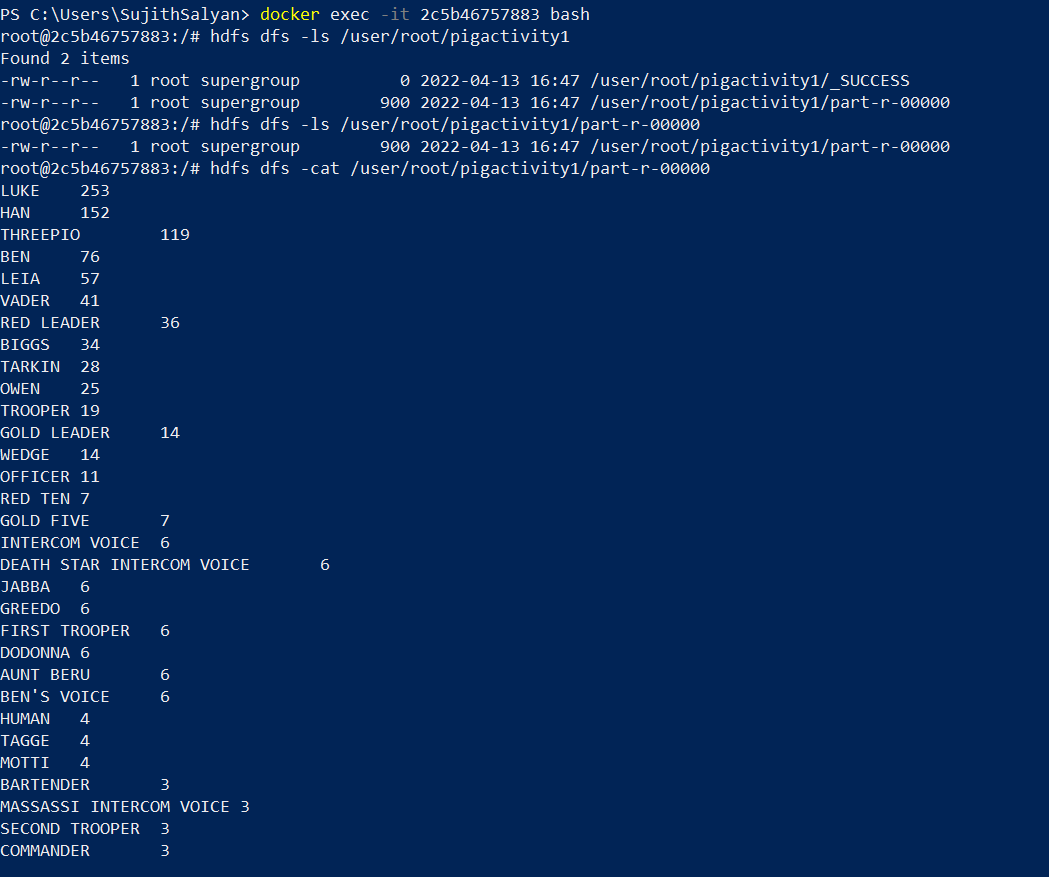 PS C:\Users\SujithSalyan> docker exec -it 2c5b46757883 bash
root@2c5b46757883:/# hdfs dfs -ls /user/root/pigactivity1
Found 2 items
-rw-r--r--   1 root supergroup          0 2022-04-13 16:47 /user/root/pigactivity1/_SUCCESS
-rw-r--r--   1 root supergroup        900 2022-04-13 16:47 /user/root/pigactivity1/part-r-00000
root@2c5b46757883:/# hdfs dfs -ls /user/root/pigactivity1/part-r-00000
-rw-r--r--   1 root supergroup        900 2022-04-13 16:47 /user/root/pigactivity1/part-r-00000
root@2c5b46757883:/# hdfs dfs -cat /user/root/pigactivity1/part-r-00000
LUKE    253
HAN     152
THREEPIO        119
BEN     76
LEIA    57
VADER   41
RED LEADER      36
BIGGS   34
TARKIN  28
OWEN    25
TROOPER 19
GOLD LEADER     14
WEDGE   14
OFFICER 11
RED TEN 7
GOLD FIVE       7
INTERCOM VOICE  6
DEATH STAR INTERCOM VOICE       6
JABBA   6
GREEDO  6
FIRST TROOPER   6
DODONNA 6
AUNT BERU       6
BEN'S VOICE     6
HUMAN   4
TAGGE   4
MOTTI   4
BARTENDER       3
MASSASSI INTERCOM VOICE 3
SECOND TROOPER  3
COMMANDER       3